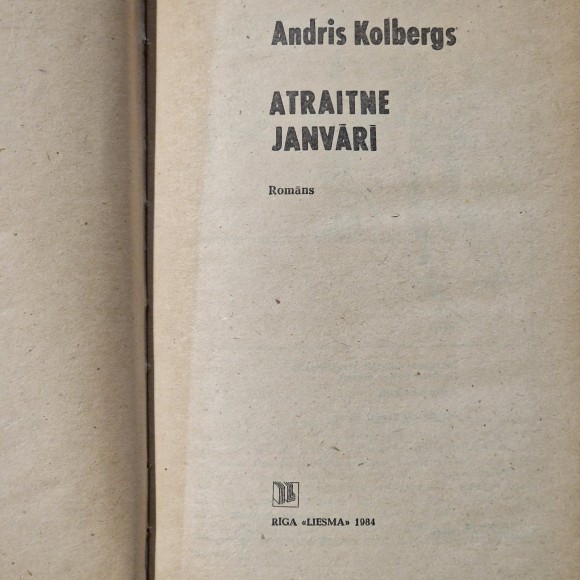 Andris Kolbergs
ATRAITNE
JANVĀRĪ
Romāns
RĪGA «LIESMA» 1984